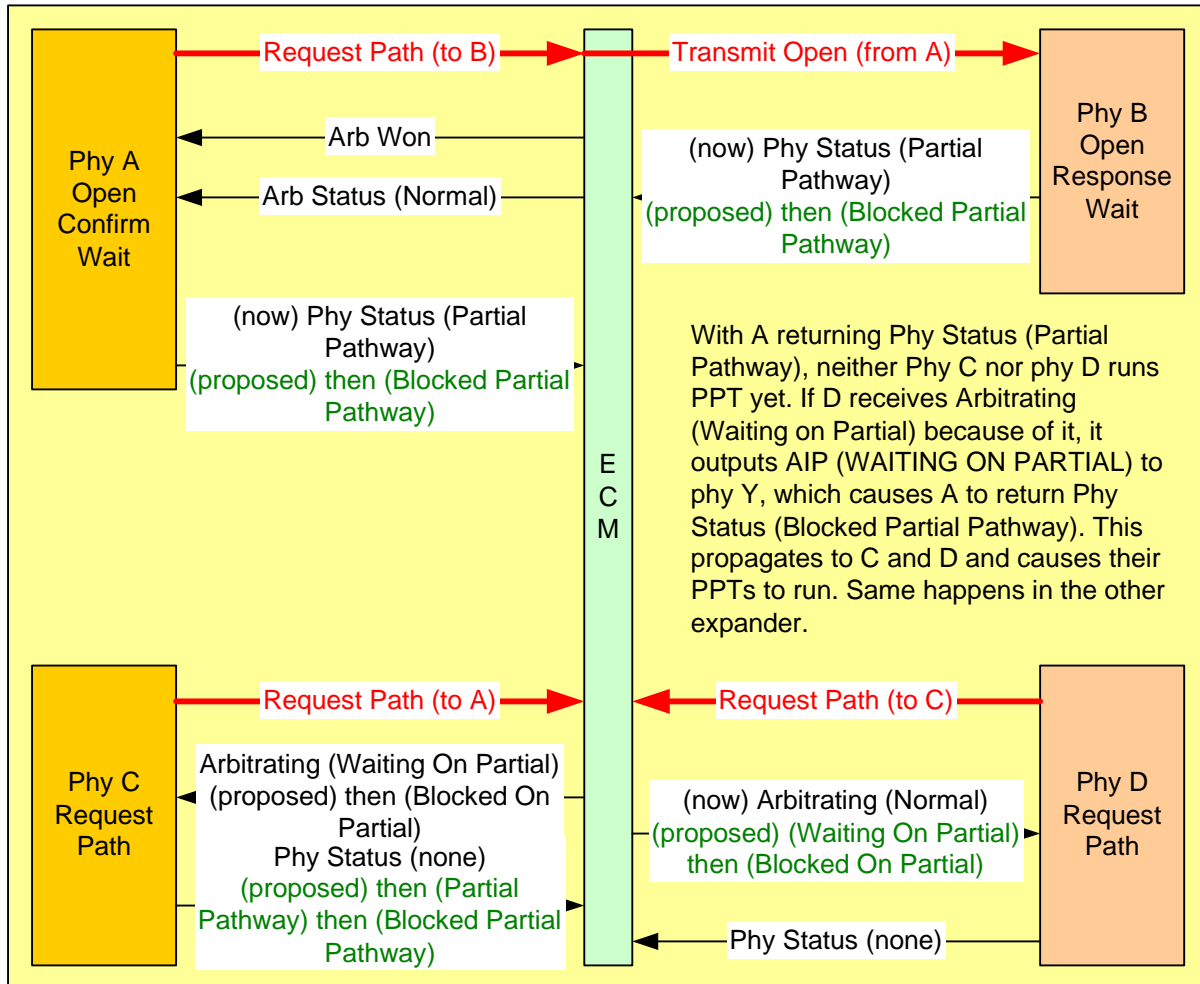 Request Path (to B)
Transmit Open (from A)
Phy A
Open
Confirm
Wait
Arb Won
Arb Status (Normal)
(now) Phy Status (Partial
Pathway)
(proposed) then (Blocked Partial
Pathway)
Phy B
Open
Response
Wait
(now) Phy Status (Partial
Pathway)
(proposed) then (Blocked Partial
Pathway)
With A returning Phy Status (Partial
Pathway), neither Phy C nor phy D runs
PPT yet. If D receives Arbitrating
(Waiting on Partial) because of it, it
outputs AIP (WAITING ON PARTIAL) to
phy Y, which causes A to return Phy
Status (Blocked Partial Pathway). This
propagates to C and D and causes their
PPTs to run. Same happens in the other
expander.
E
C
M
Request Path (to A)
Request Path (to C)
Phy C
Request
Path
Arbitrating (Waiting On Partial)
(proposed) then (Blocked On
Partial)
Phy Status (none)
(proposed) then (Partial
Pathway) then (Blocked Partial
Pathway)
(now) Arbitrating (Normal)
(proposed) (Waiting On Partial)
then (Blocked On Partial)
Phy Status (none)
Phy D
Request
Path